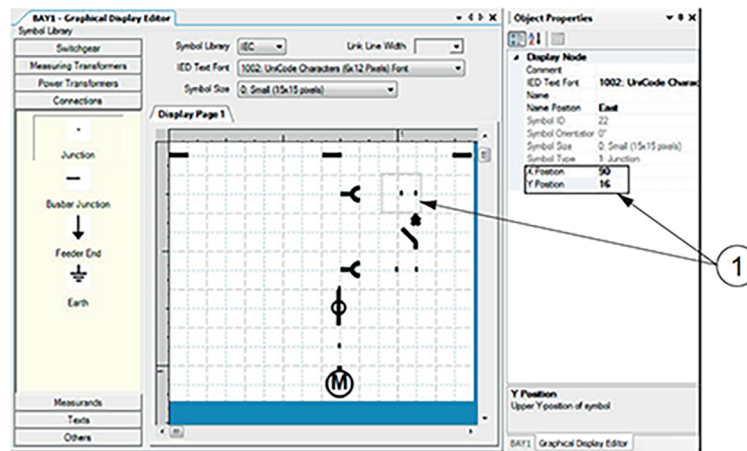 BAY1 - Graphical Display Editor
Symbol Library
Switchgear
Measuring Transformers
Power Transformers
Connections
Junction
Busbar Junction
Feeder End
Earth
Measurands
Texts
Others
Symbol Library IEC Link Line Width
IED Text Font 1002: UniCode Characters (6x12 Pixels) Font
Symbol Size 0: Small (15x15 pixels)
Display Page 1
M
Object Properties
Display Node
Comment
IED Text Font 1002: UniCode Charac
Name
Name Position East
Symbol ID 22
Symbol Orientation 0°
Symbol Size 0: Small (15x15 pixels)
Symbol Type 1: Junction
X Position 90
Y Position 16
1
Y Position
Upper Y-position of symbol
BAY1 Graphical Display Editor